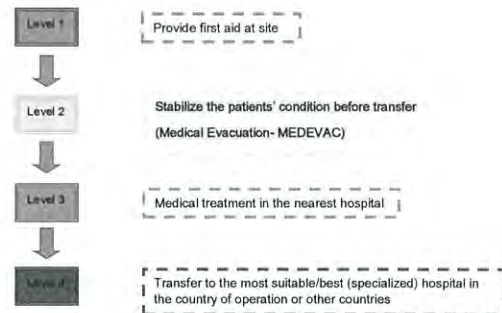 Level 1
Provide first aid at site
Level 2
Stabilize the patients' condition before transfer
(Medical Evacuation- MEDEVAC)
Level 3
Medical treatment in the nearest hospital
Level 4
Transfer to the most suitable/best (specialized) hospital in
the country of operation or other countries